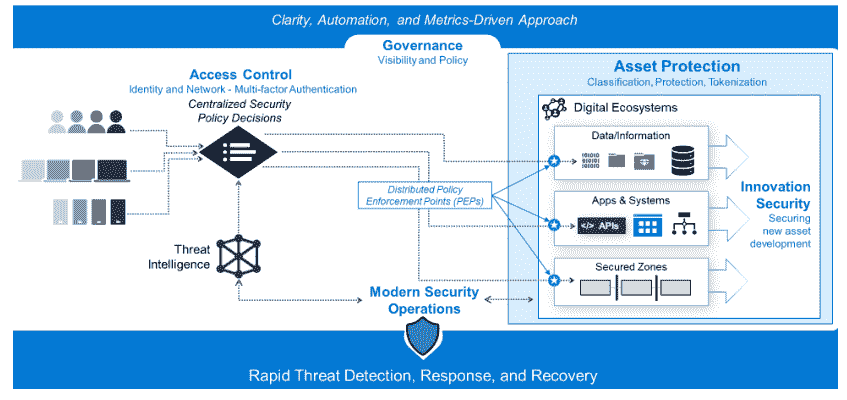 Clarity, Automation, and Metrics-Driven Approach
Governance
Visibility and Policy
Access Control
Identity and Network - Multi-factor Authentication
Centralized Security
Policy Decisions
Asset Protection
Classification, Protection, Tokenization
Digital Ecosystems
Data/Information
101010
101010
Distributed Policy
Enforcement Points (PEPs)
Apps & Systems
</> APIs
Innovation
Security
Securing
new asset
development
Threat
Intelligence
Secured Zones
Modern Security
Operations
Rapid Threat Detection, Response, and Recovery